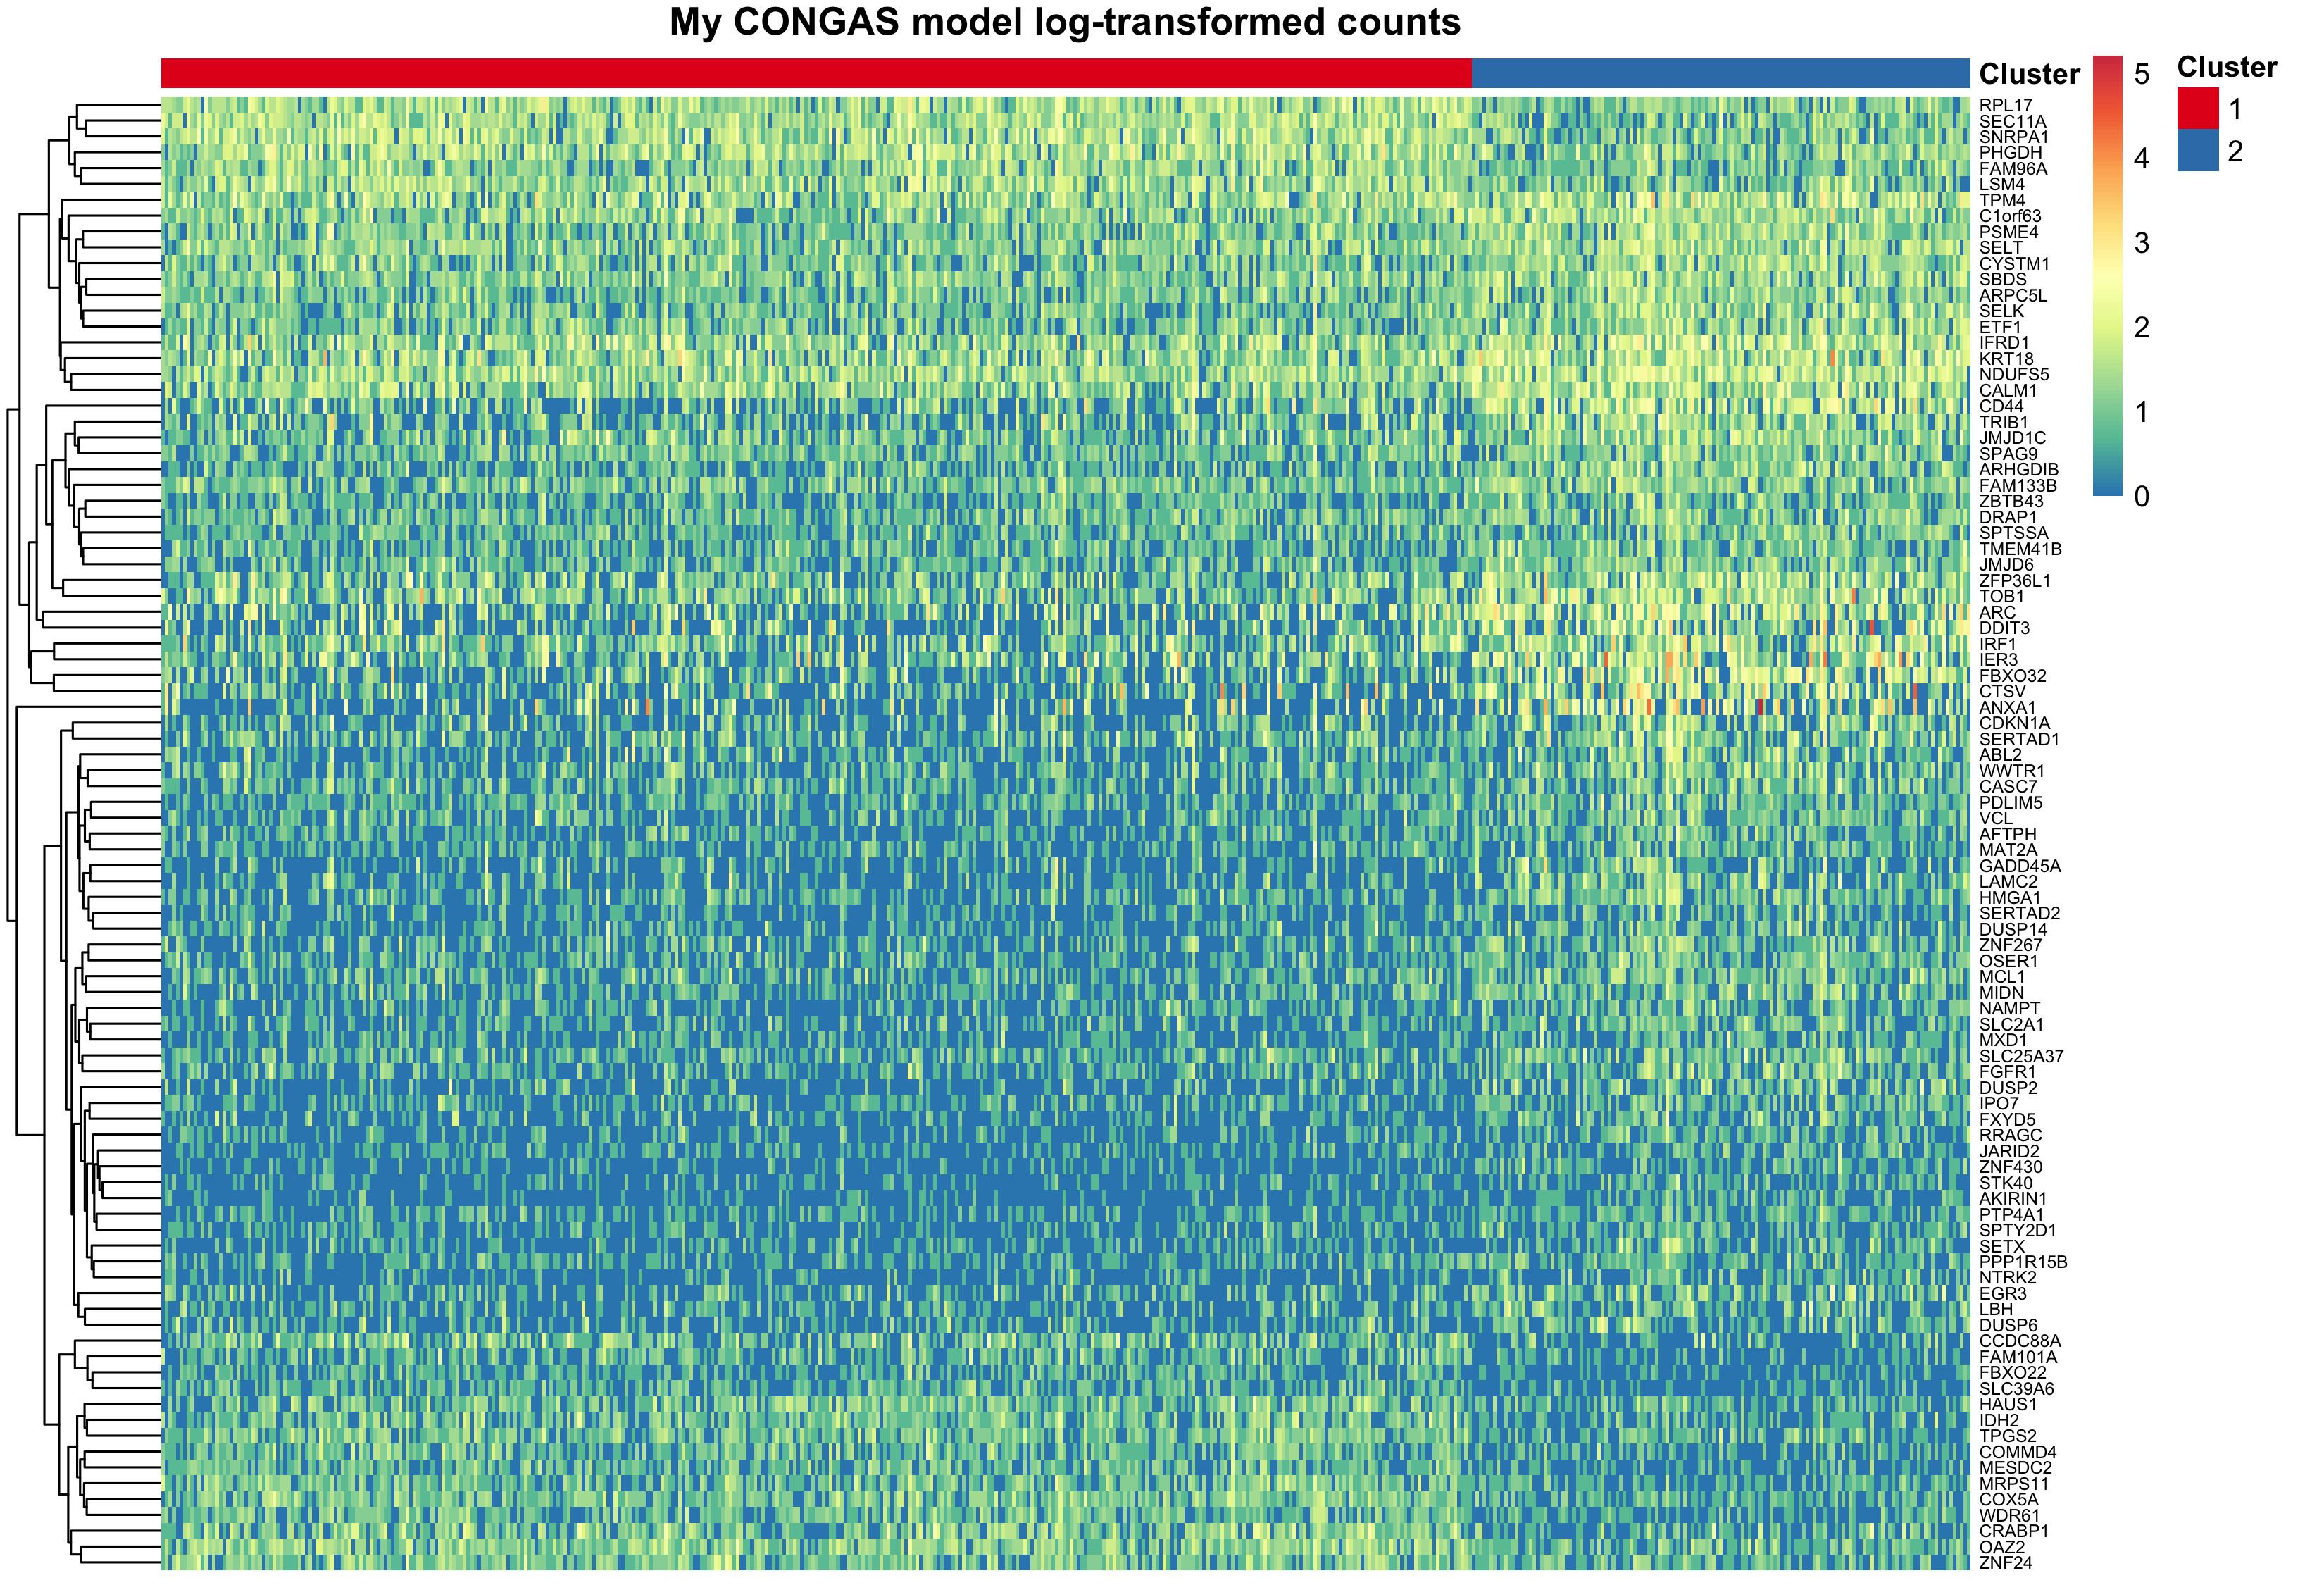 My CONGAS model log-transformed counts
Cluster
RPL17
SEC11A
SNRPA1
PHGDH
FAM96A
LSM4
TPM4
C1orf63
PSME4
SELT
CYSTM1
SBDS
ARPC5L
SELK
ETF1
IFRD1
KRT18
NDUFS5
CALM1
CD44
TRIB1
JMJD1C
SPAG9
ARHGDIB
FAM133B
ZBTB43
DRAP1
SPTSSA
TMEM41B
JMJD6
ZFP36L1
TOB1
ARC
DDIT3
IRF1
IER3
FBXO32
CTSV
ANXA1
CDKN1A
SERTAD1
ABL2
WWTR1
CASC7
PDLIM5
VCL
AFTPH
MAT2A
GADD45A
LAMC2
HMGA1
SERTAD2
DUSP14
ZNF267
OSER1
MCL1
MIDN
NAMPT
SLC2A1
MXD1
SLC25A37
FGFR1
DUSP2
IPO7
FXYD5
RRAGC
JARID2
ZNF430
STK40
AKIRIN1
PTP4A1
SPTY2D1
SETX
PPP1R15B
NTRK2
EGR3
LBH
DUSP6
CCDC88A
FAM101A
FBXO22
SLC39A6
HAUS1
IDH2
TPGS2
COMMD4
MESDC2
MRPS11
COX5A
WDR61
CRABP1
OAZ2
ZNF24
5
4
3
2
1
0
Cluster
1
2